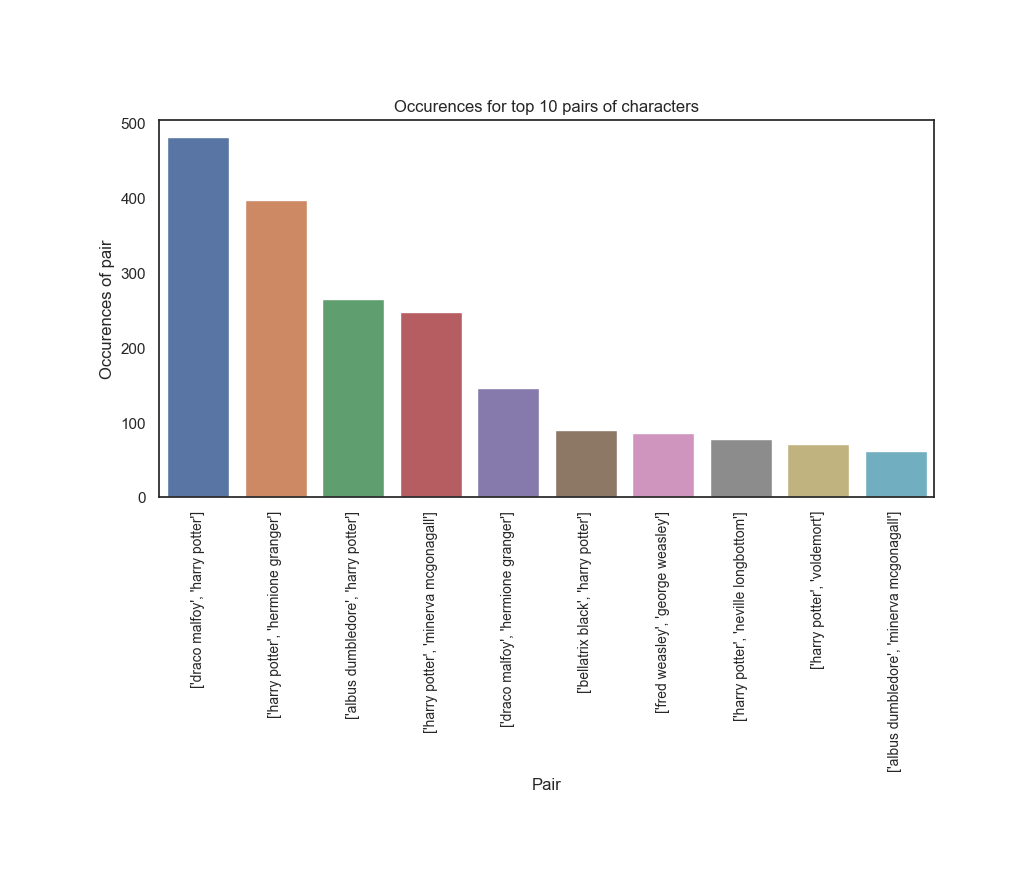 Occurences for top 10 pairs of characters
500
400
300
200
100
0
Occurences of pair
['draco malfoy', 'harry potter']
['harry potter', 'hermione granger']
['albus dumbledore', 'harry potter']
['harry potter', 'minerva mcgonagall']
['draco malfoy', 'hermione granger']
['bellatrix black', 'harry potter']
['fred weasley', 'george weasley']
['harry potter', 'neville longbottom']
['harry potter', 'voldemort']
['albus dumbledore', 'minerva mcgonagall']
Pair